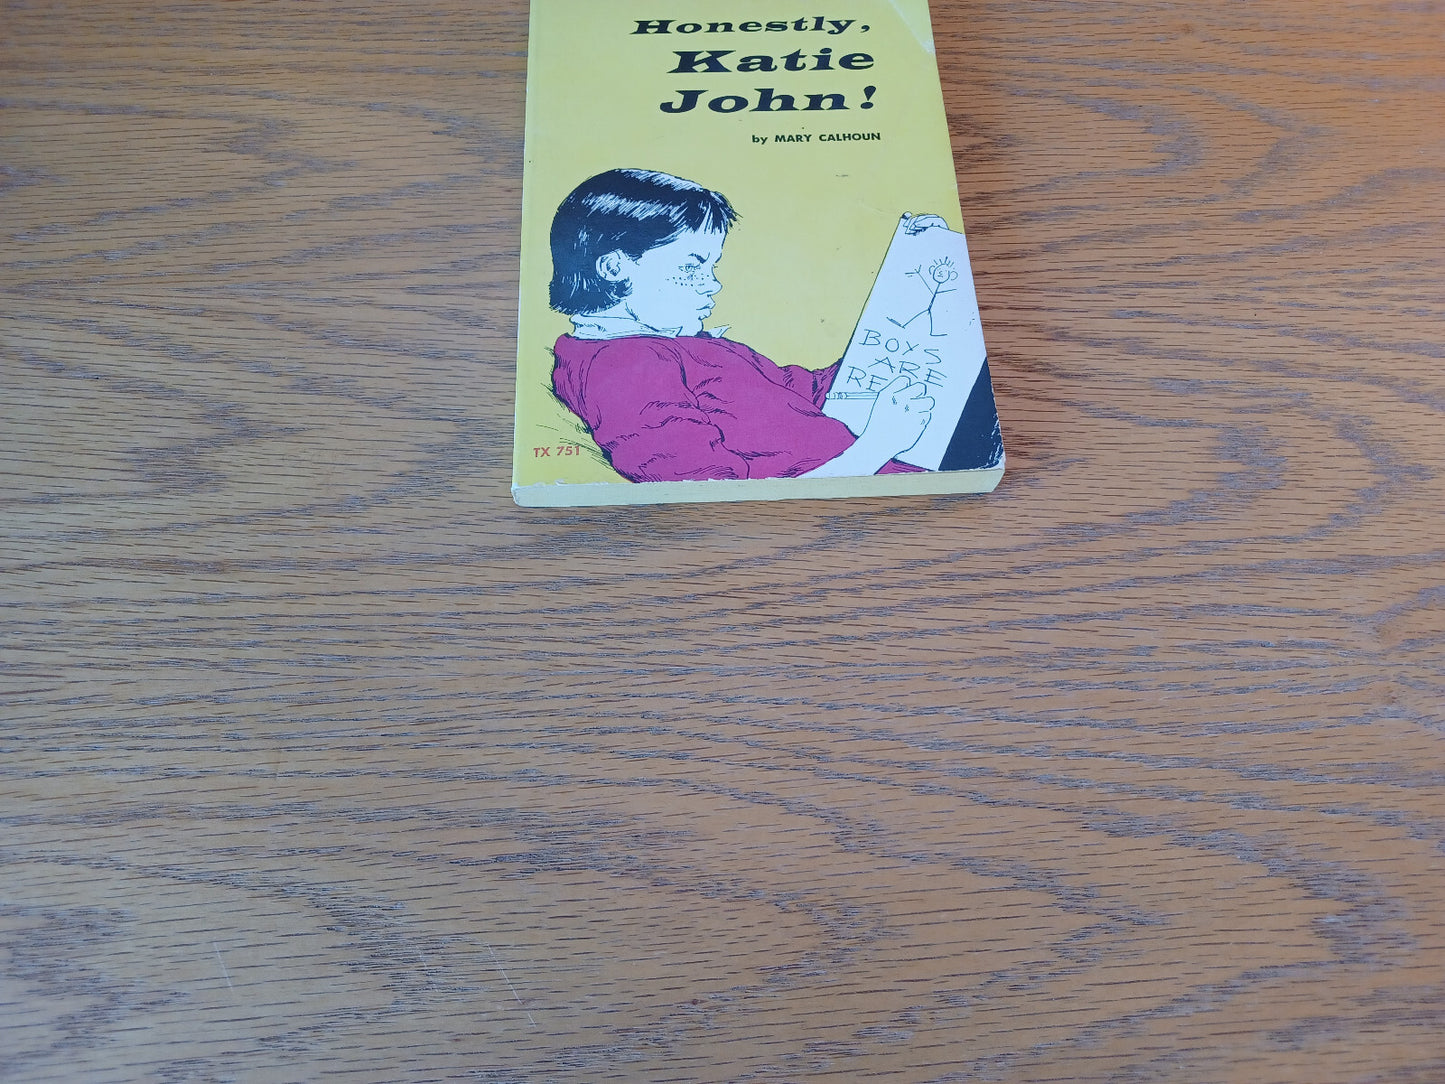 Honestly,
Katie
John!
by MARY CALHOUN
BOYS
ARE
RE
TX 751